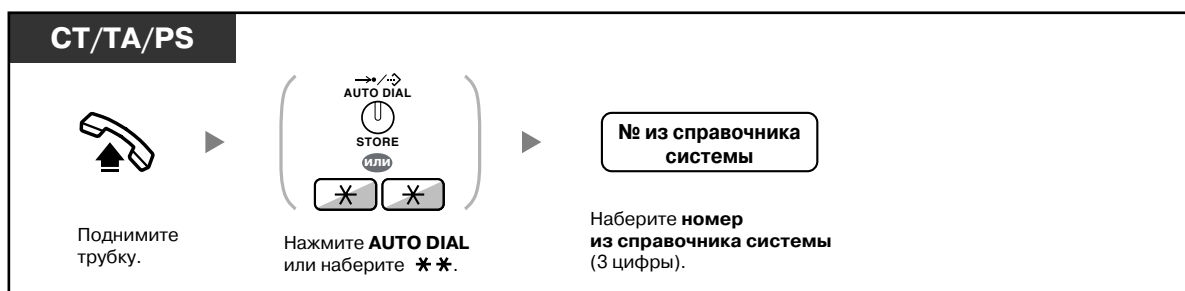 CT/TA/PS
AUTO DIAL
STORE
или
№ из справочника
системы
Поднимите
трубку.
Нажмите AUTO DIAL
или наберите ✱✱.
Наберите номер
из справочника системы
(3 цифры).